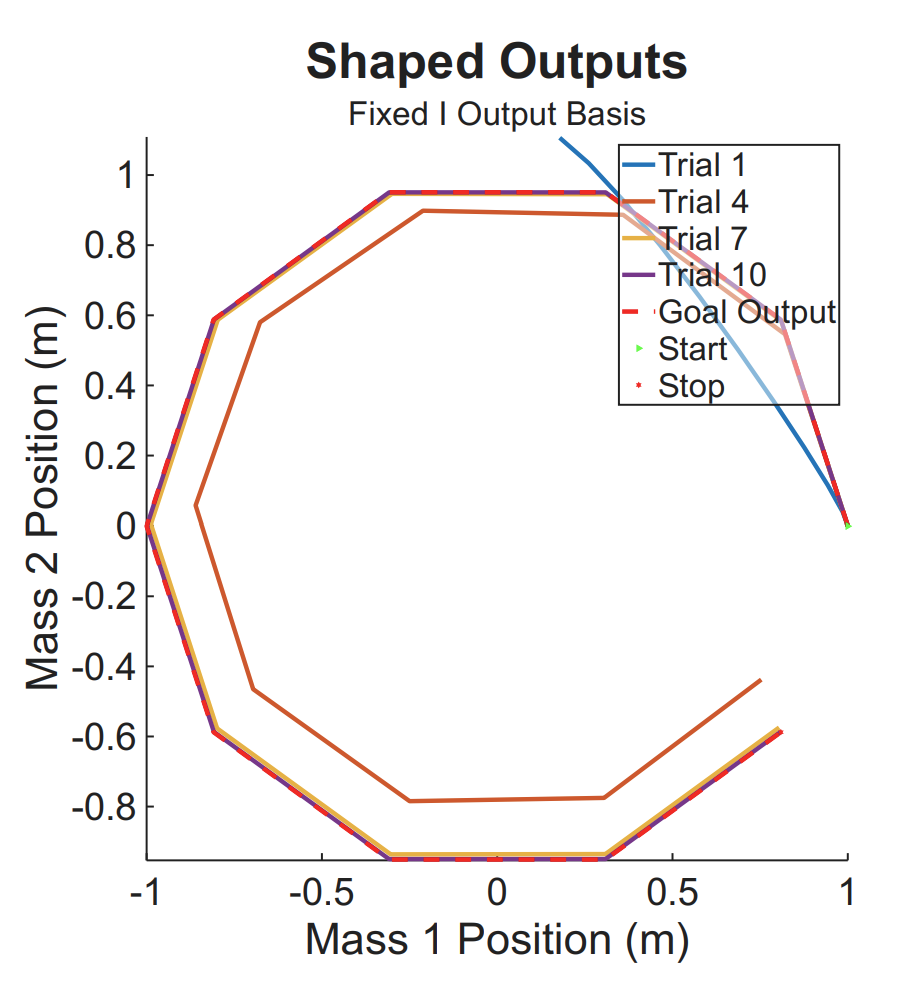 Shaped Outputs
Fixed I Output Basis
Trial 1
Trial 4
Trial 7
Trial 10
Goal Output
Start
Stop
1
0.8
0.6
0.4
0.2
0
-0.2
-0.4
-0.6
-0.8
Mass 2 Position (m)
-1
-0.5
0
0.5
1
Mass 1 Position (m)